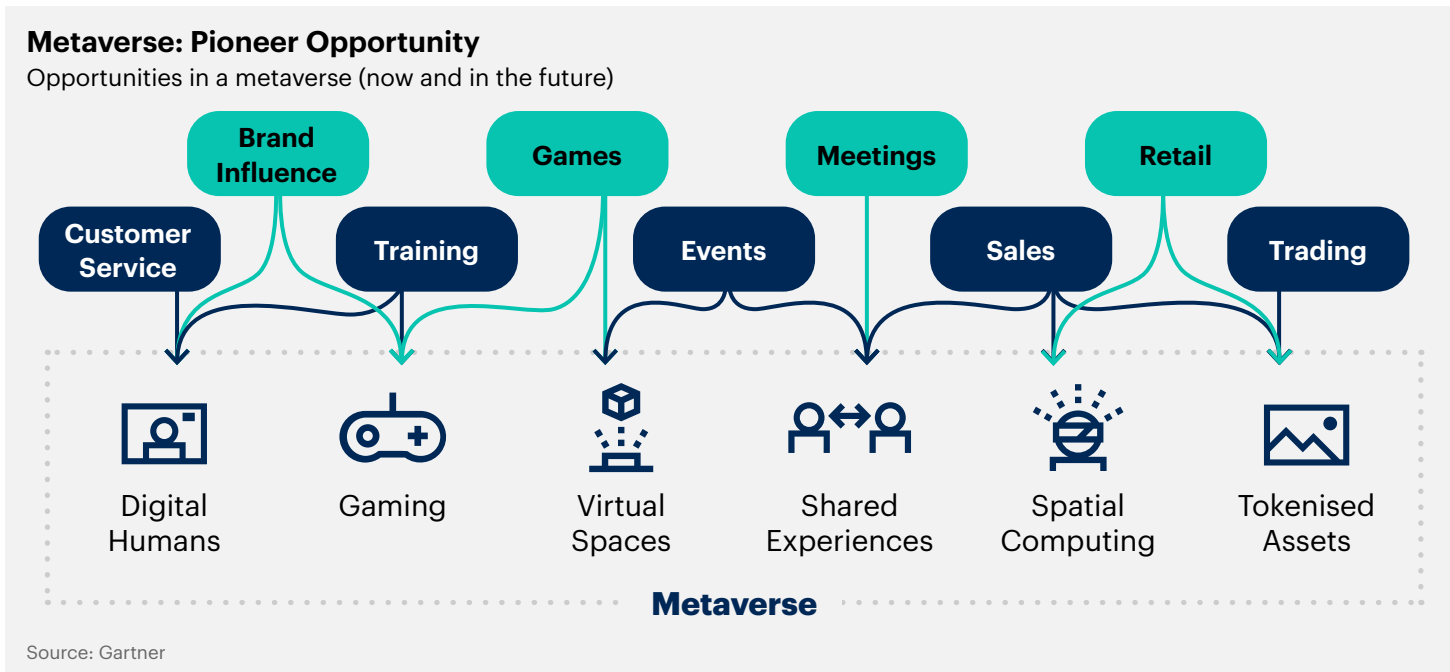 Metaverse: Pioneer Opportunity
Opportunities in a metaverse (now and in the future)
Brand
Influence
Games
Meetings
Retail
Customer
Service
Training
Events
Sales
Trading
Digital
Humans
Gaming
Virtual
Spaces
Shared
Experiences
Spatial
Computing
Tokenised
Assets
Metaverse
Source: Gartner